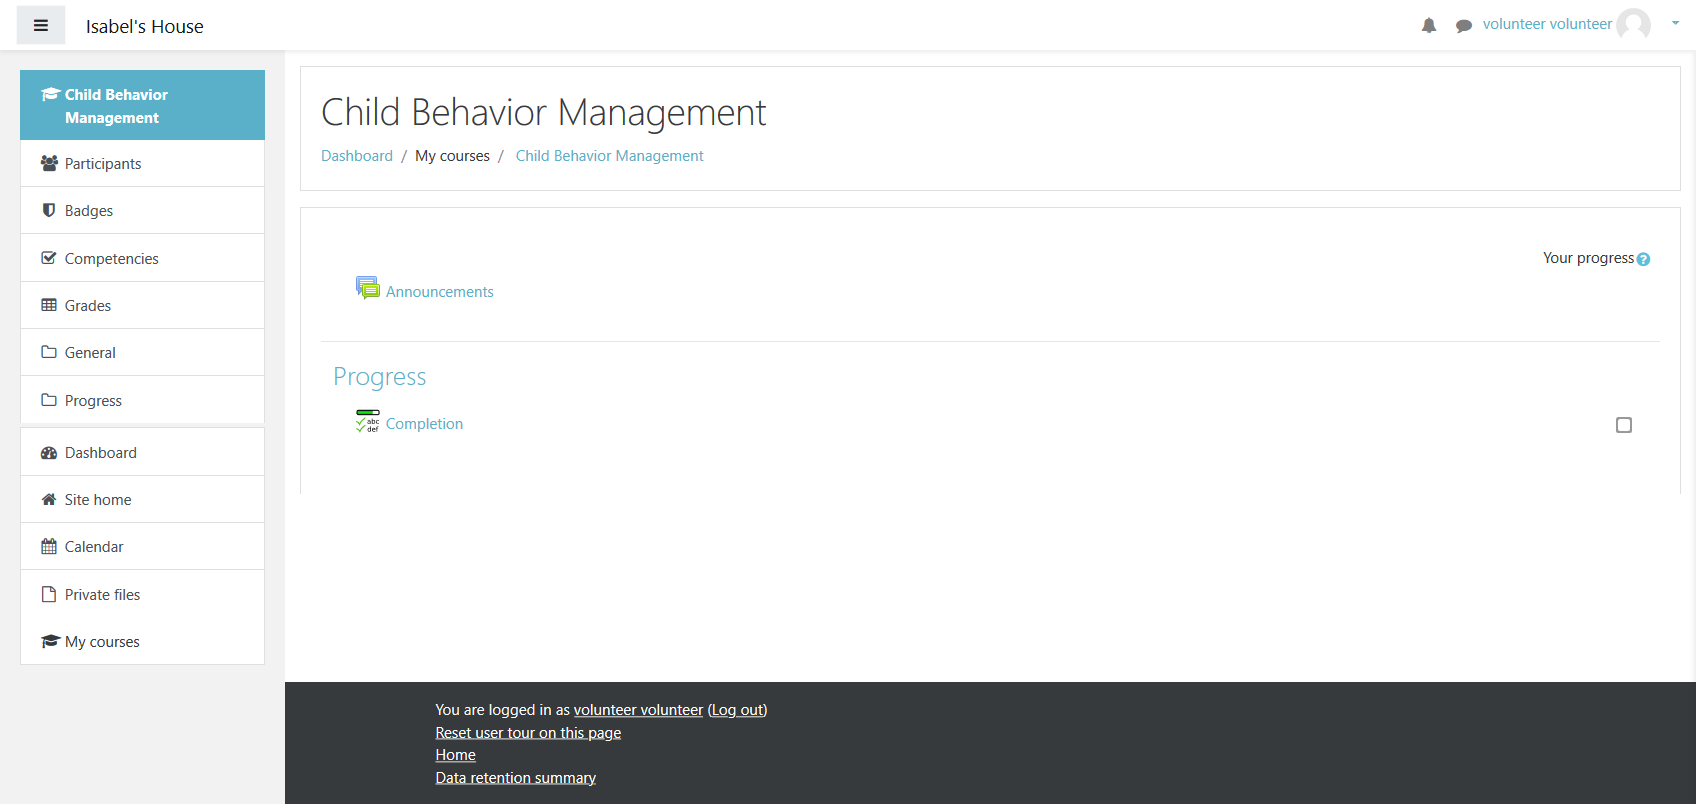 Isabel's House
volunteer volunteer
Child Behavior
Management
Participants
Badges
Competencies
Grades
General
Progress
Dashboard
Site home
Calendar
Private files
My courses
Child Behavior Management
Dashboard / My courses / Child Behavior Management
Your progress
Announcements
Progress
abc
def
Completion
You are logged in as volunteer volunteer (Log out)
Reset user tour on this page
Home
Data retention summary